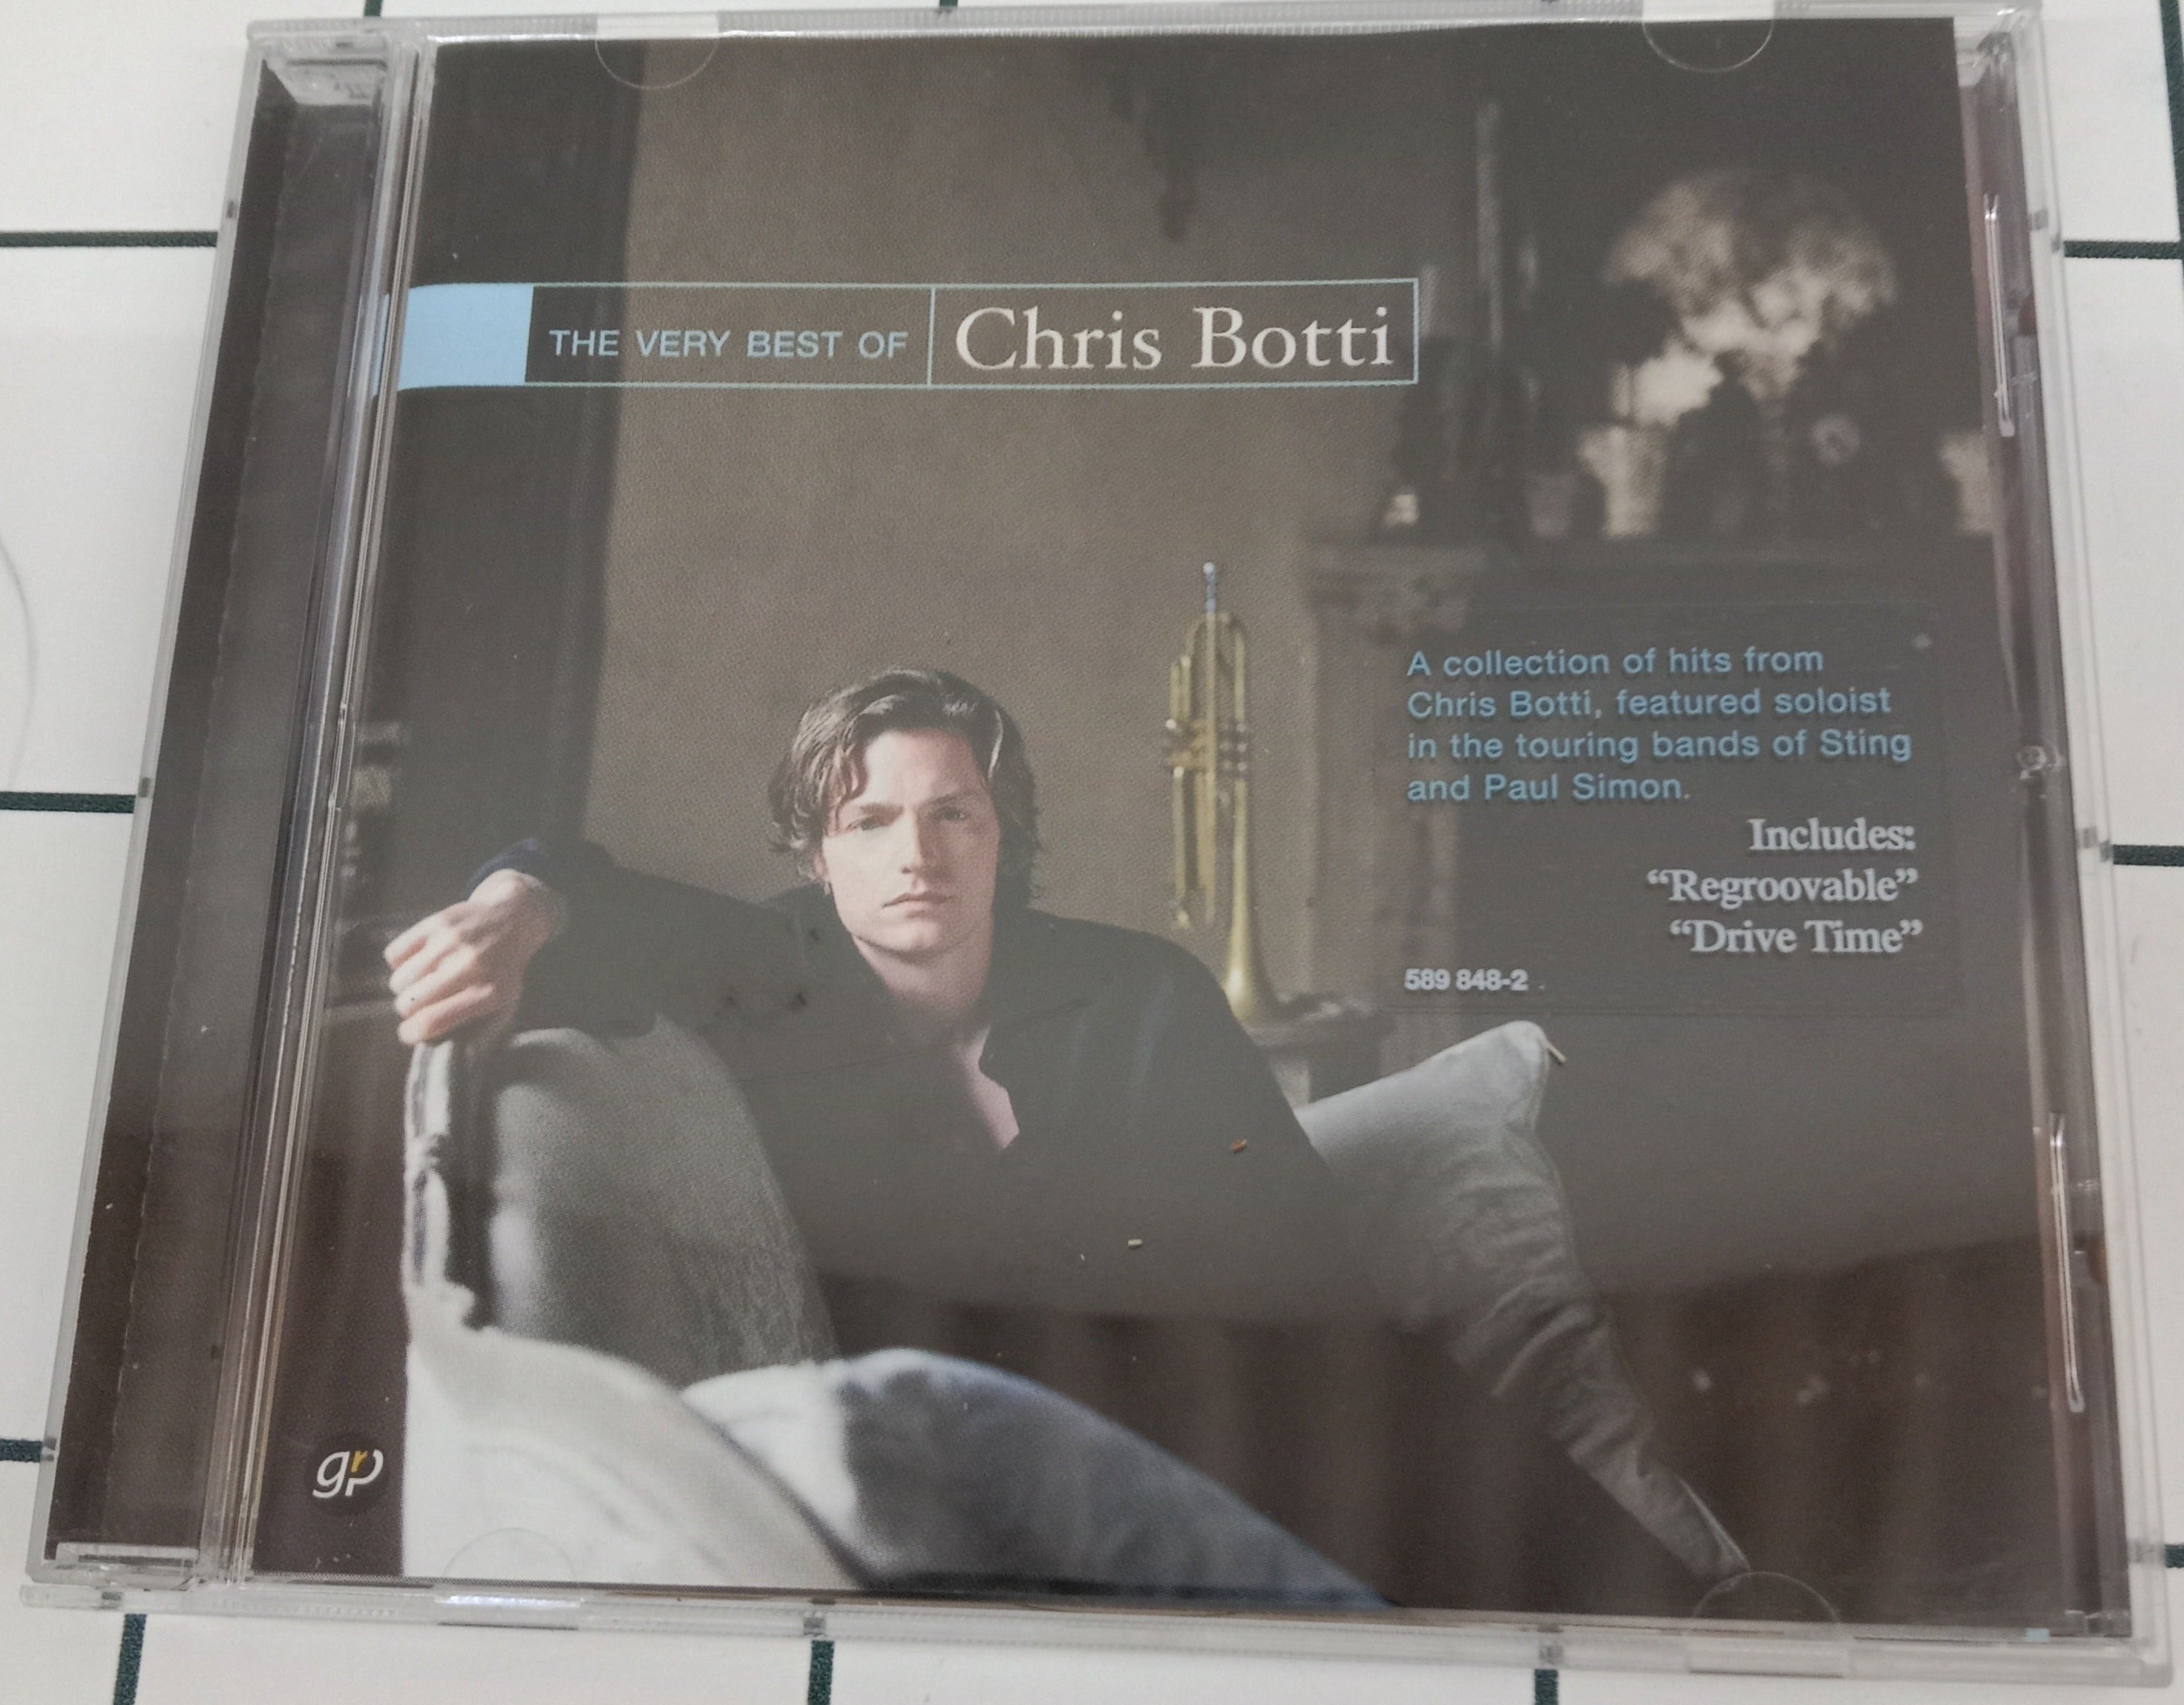 THE VERY BEST OF Chris Botti
A collection of hits from
Chris Botti, featured soloist
in the touring bands of Sting
and Paul Simon.
Includes:
“Regroovable”
“Drive Time”
589 848-2
grp